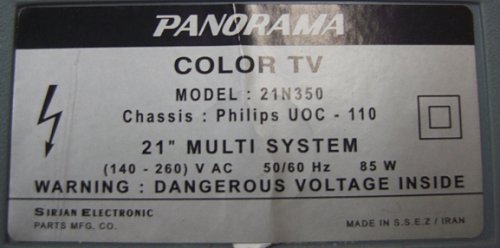 PANORAMA
COLOR TV
MODEL : 21N350
Chassis : Philips UOC - 110
21" MULTI SYSTEM
(140 - 260) V AC 50/60 Hz 85 W
WARNING : DANGEROUS VOLTAGE INSIDE
SIRJAN ELECTRONIC
PARTS MFG. CO.
MADE IN S.S.E.Z / IRAN